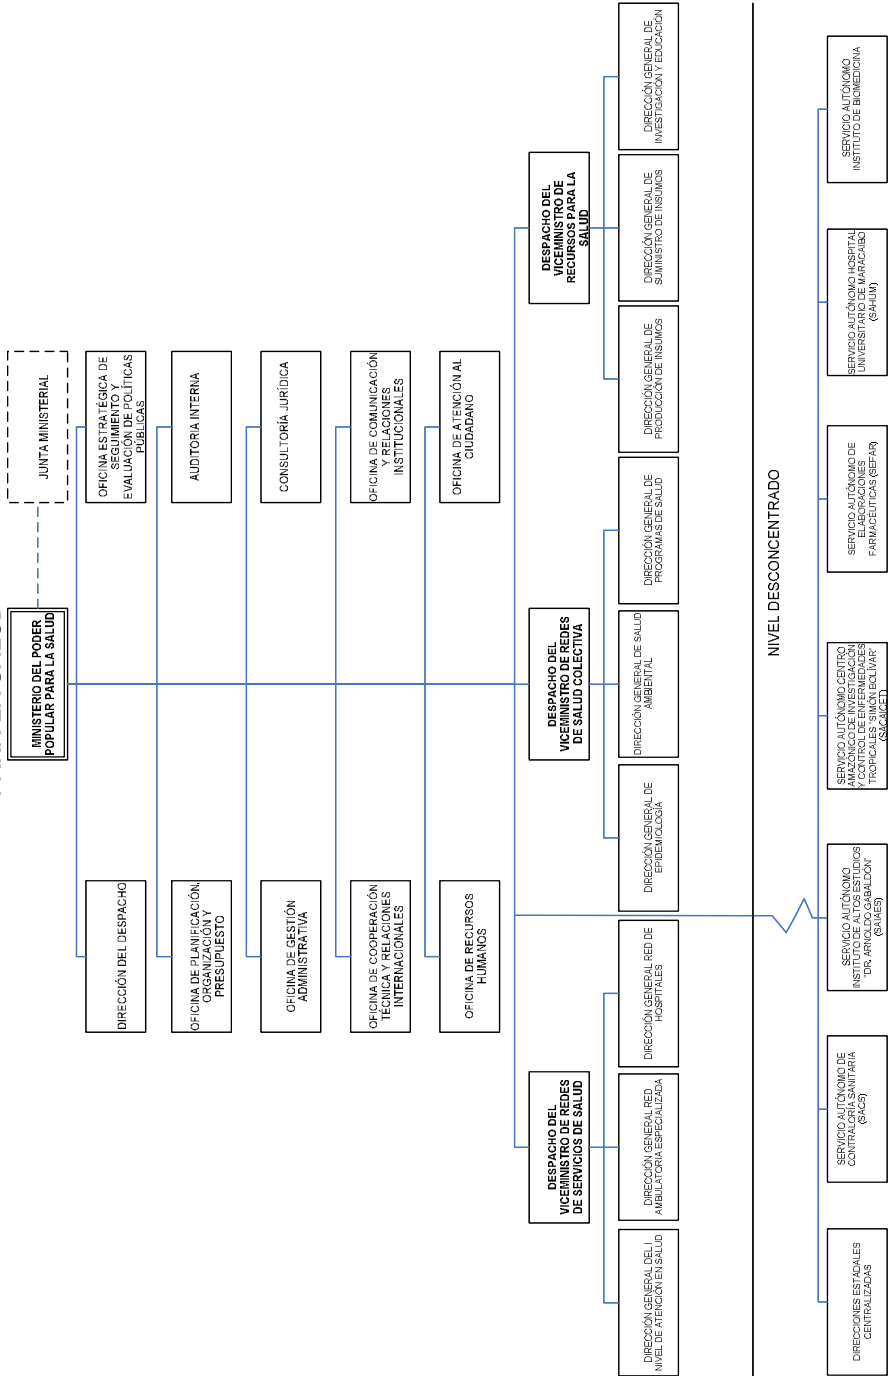 MINISTERIO DEL PODER
POPULAR PARA LA SALUD
JUNTA MINISTERIAL
DIRECCIÓN DEL DESPACHO
OFICINA ESTRATÉGICA DE
SEGUIMIENTO Y
EVALUACIÓN DE POLÍTICAS
PÚBLICAS
OFICINA DE PLANIFICACIÓN,
ORGANIZACIÓN Y
PRESUPUESTO
AUDITORIA INTERNA
OFICINA DE GESTIÓN
ADMINISTRATIVA
CONSULTORÍA JURÍDICA
OFICINA DE COOPERACIÓN
TÉCNICA Y RELACIONES
INTERNACIONALES
OFICINA DE COMUNICACIÓN
Y RELACIONES
INSTITUCIONALES
OFICINA DE RECURSOS
HUMANOS
OFICINA DE ATENCIÓN AL
CIUDADANO
DESPACHO DEL
VICEMINISTRO DE REDES
DE SERVICIOS DE SALUD
DESPACHO DEL
VICEMINISTRO DE REDES
DE SALUD COLECTIVA
DESPACHO DEL
VICEMINISTRO DE
RECURSOS PARA LA
SALUD
DIRECCIÓN GENERAL DEL I
NIVEL DE ATENCIÓN EN SALUD
DIRECCIÓN GENERAL RED
AMBULATORIA ESPECIALIZADA
DIRECCIÓN GENERAL RED DE
HOSPITALES
DIRECCIÓN GENERAL DE
EPIDEMIOLOGÍA
DIRECCIÓN GENERAL DE SALUD
AMBIENTAL
DIRECCIÓN GENERAL DE
PROGRAMAS DE SALUD
DIRECCIÓN GENERAL DE
PRODUCCIÓN DE INSUMOS
DIRECCIÓN GENERAL DE
SUMINISTRO DE INSUMOS
DIRECCIÓN GENERAL DE
INVESTIGACIÓN Y EDUCACIÓN
NIVEL DESCONCENTRADO
DIRECCIONES ESTADALES
CENTRALIZADAS
SERVICIO AUTÓNOMO DE
CONTRALORÍA SANITARIA
(SACS)
SERVICIO AUTÓNOMO
INSTITUTO DE ALTOS ESTUDIOS
"DR. ARNOLDO GABALDON"
(SAIAES)
SERVICIO AUTÓNOMO CENTRO
AMAZÓNICO DE INVESTIGACIÓN
Y CONTROL DE ENFERMEDADES
TROPICALES "SIMÓN BOLÍVAR"
(SACAICET)
SERVICIO AUTÓNOMO DE
ELABORACIONES
FARMACÉUTICAS (SEFAR)
SERVICIO AUTÓNOMO HOSPITAL
UNIVERSITARIO DE MARACAIBO
(SAHUM)
SERVICIO AUTÓNOMO
INSTITUTO DE BIOMEDICINA